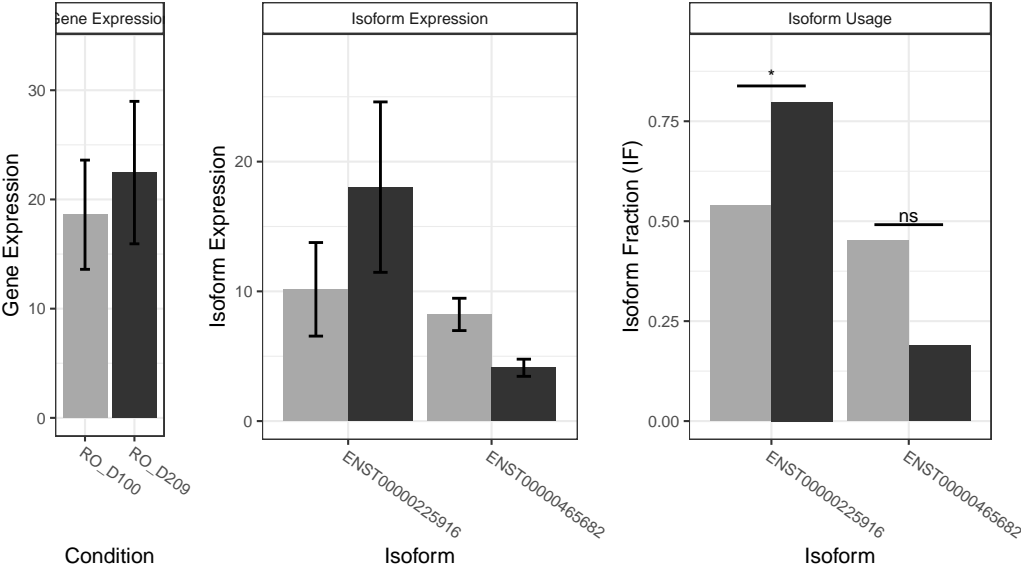 Gene Expression
Gene Expression
30
20
10
0
RO_D100
RO_D209
Condition
Isoform Expression
Isoform Expression
20
10
0
ENST00000225916
ENST00000465682
Isoform
Isoform Usage
Isoform Fraction (IF)
0.75
0.50
0.25
0.00
*
ns
ENST00000225916
ENST00000465682
Isoform